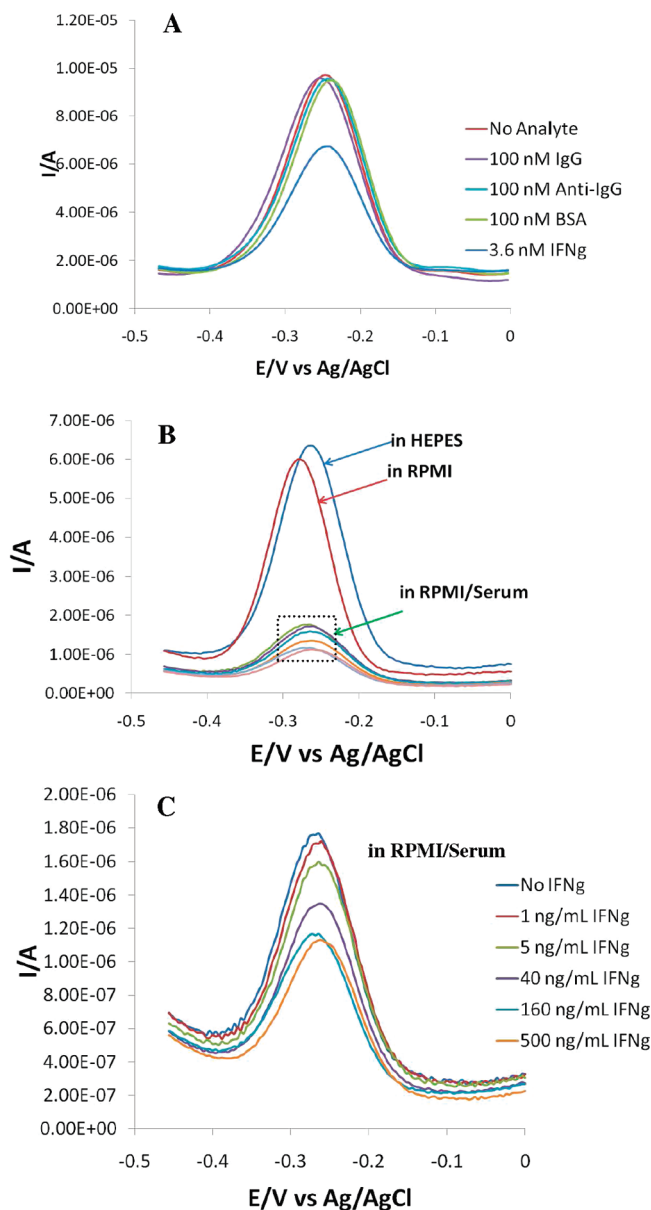 A
1.20E-05
1.00E-05
8.00E-06
6.00E-06
4.00E-06
2.00E-06
0.00E+00
I/A
-0.5
-0.4
-0.3
-0.2
-0.1
0
E/V vs Ag/AgCl
No Analyte
100 nM IgG
100 nM Anti-IgG
100 nM BSA
3.6 nM IFNg
B
7.00E-06
6.00E-06
5.00E-06
4.00E-06
3.00E-06
2.00E-06
1.00E-06
0.00E+00
I/A
in HEPES
in RPMI
in RPMI/Serum
-0.5
-0.4
-0.3
-0.2
-0.1
0
E/V vs Ag/AgCl
C
2.00E-06
1.80E-06
1.60E-06
1.40E-06
1.20E-06
1.00E-06
8.00E-07
6.00E-07
4.00E-07
2.00E-07
0.00E+00
I/A
in RPMI/Serum
No IFNg
1 ng/mL IFNg
5 ng/mL IFNg
40 ng/mL IFNg
160 ng/mL IFNg
500 ng/mL IFNg
-0.5
-0.4
-0.3
-0.2
-0.1
0
E/V vs Ag/AgCl